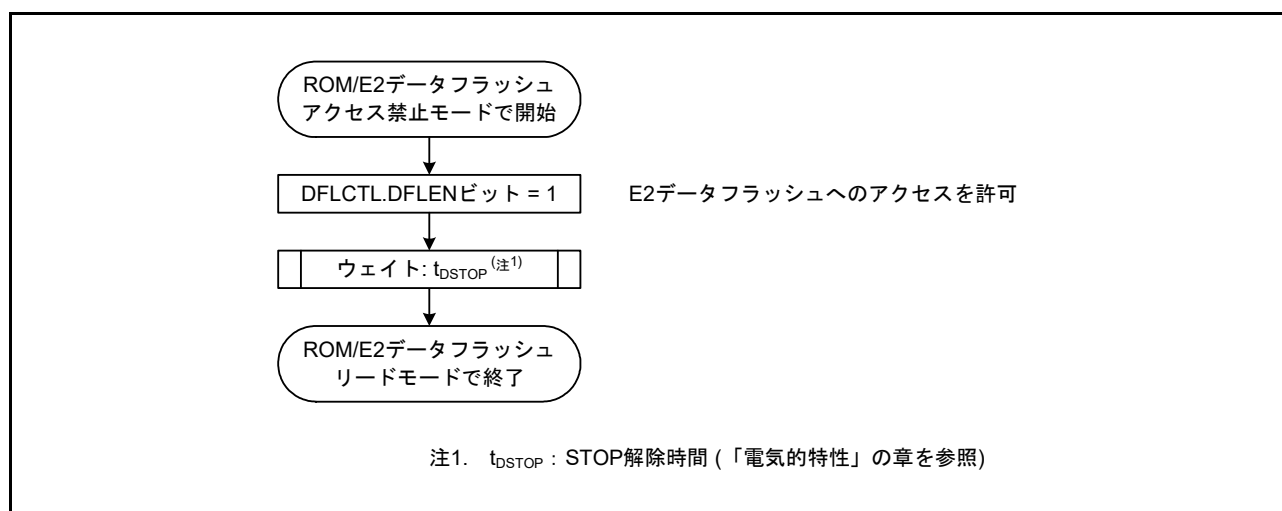 ROM/E2データフラッシュ
アクセス禁止モードで開始
DFLCTL.DFLENビット = 1
E2データフラッシュへのアクセスを許可
ウェイト: tDSTOP (注1)
ROM/E2データフラッシュ
リードモードで終了
注1. tDSTOP : STOP解除時間 (「電気的特性」の章を参照)